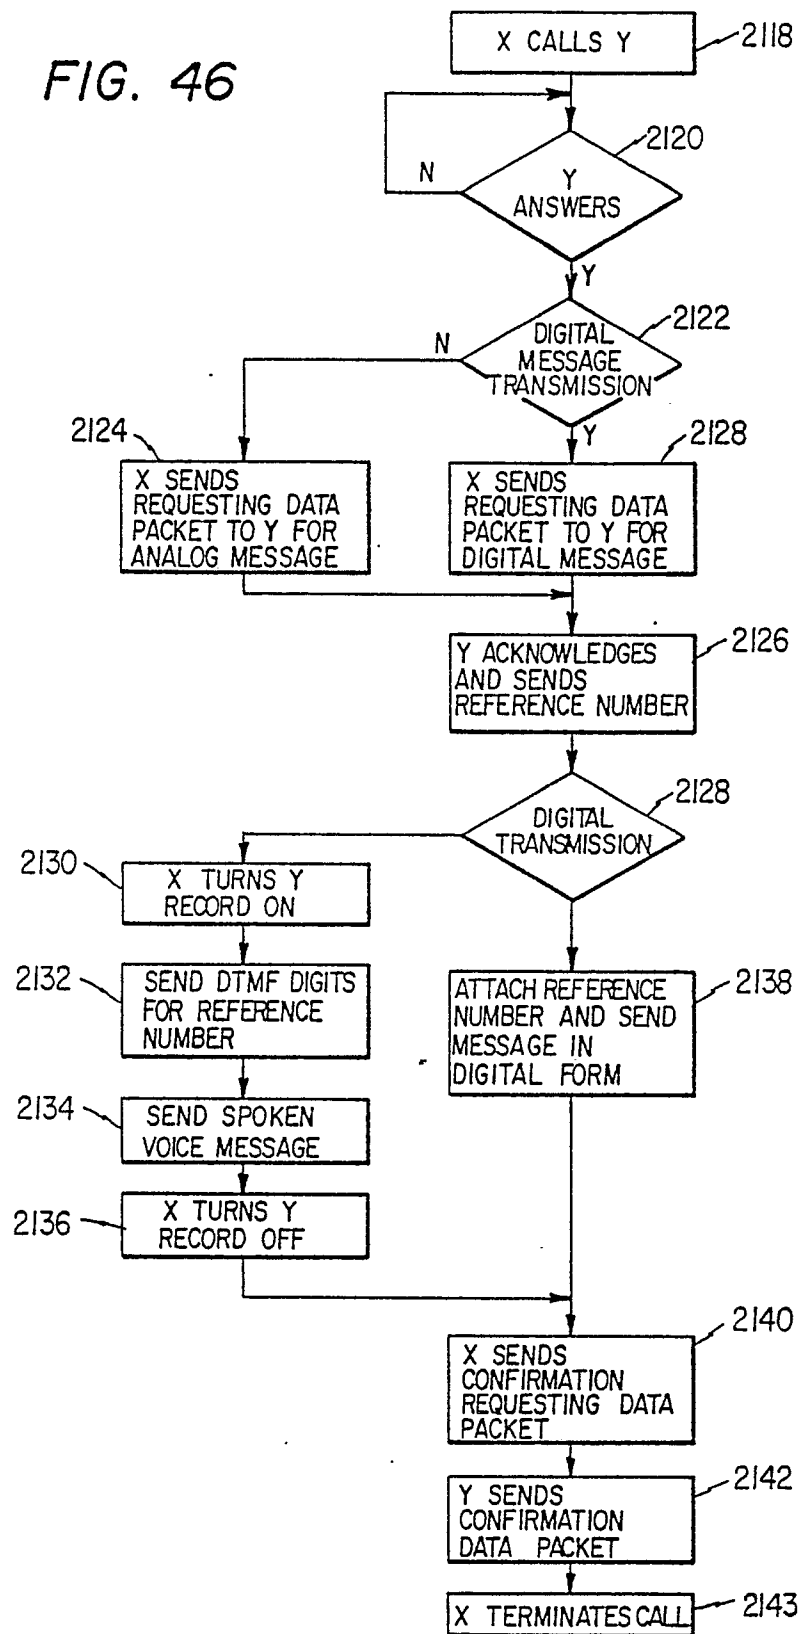 FIG. 46
X CALLS Y
2118
2120
Y
ANSWERS
N
Y
2122
DIGITAL
MESSAGE
TRANSMISSION
N
Y
2124
X SENDS
REQUESTING DATA
PACKET TO Y FOR
ANALOG MESSAGE
2128
X SENDS
REQUESTING DATA
PACKET TO Y FOR
DIGITAL MESSAGE
2126
Y ACKNOWLEDGES
AND SENDS
REFERENCE NUMBER
2128
DIGITAL
TRANSMISSION
2130
X TURNS Y
RECORD ON
2132
SEND DTMF DIGITS
FOR REFERENCE
NUMBER
2134
SEND SPOKEN
VOICE MESSAGE
2136
X TURNS Y
RECORD OFF
2138
ATTACH REFERENCE
NUMBER AND SEND
MESSAGE IN
DIGITAL FORM
2140
X SENDS
CONFIRMATION
REQUESTING DATA
PACKET
2142
Y SENDS
CONFIRMATION
DATA PACKET
2143
X TERMINATES CALL